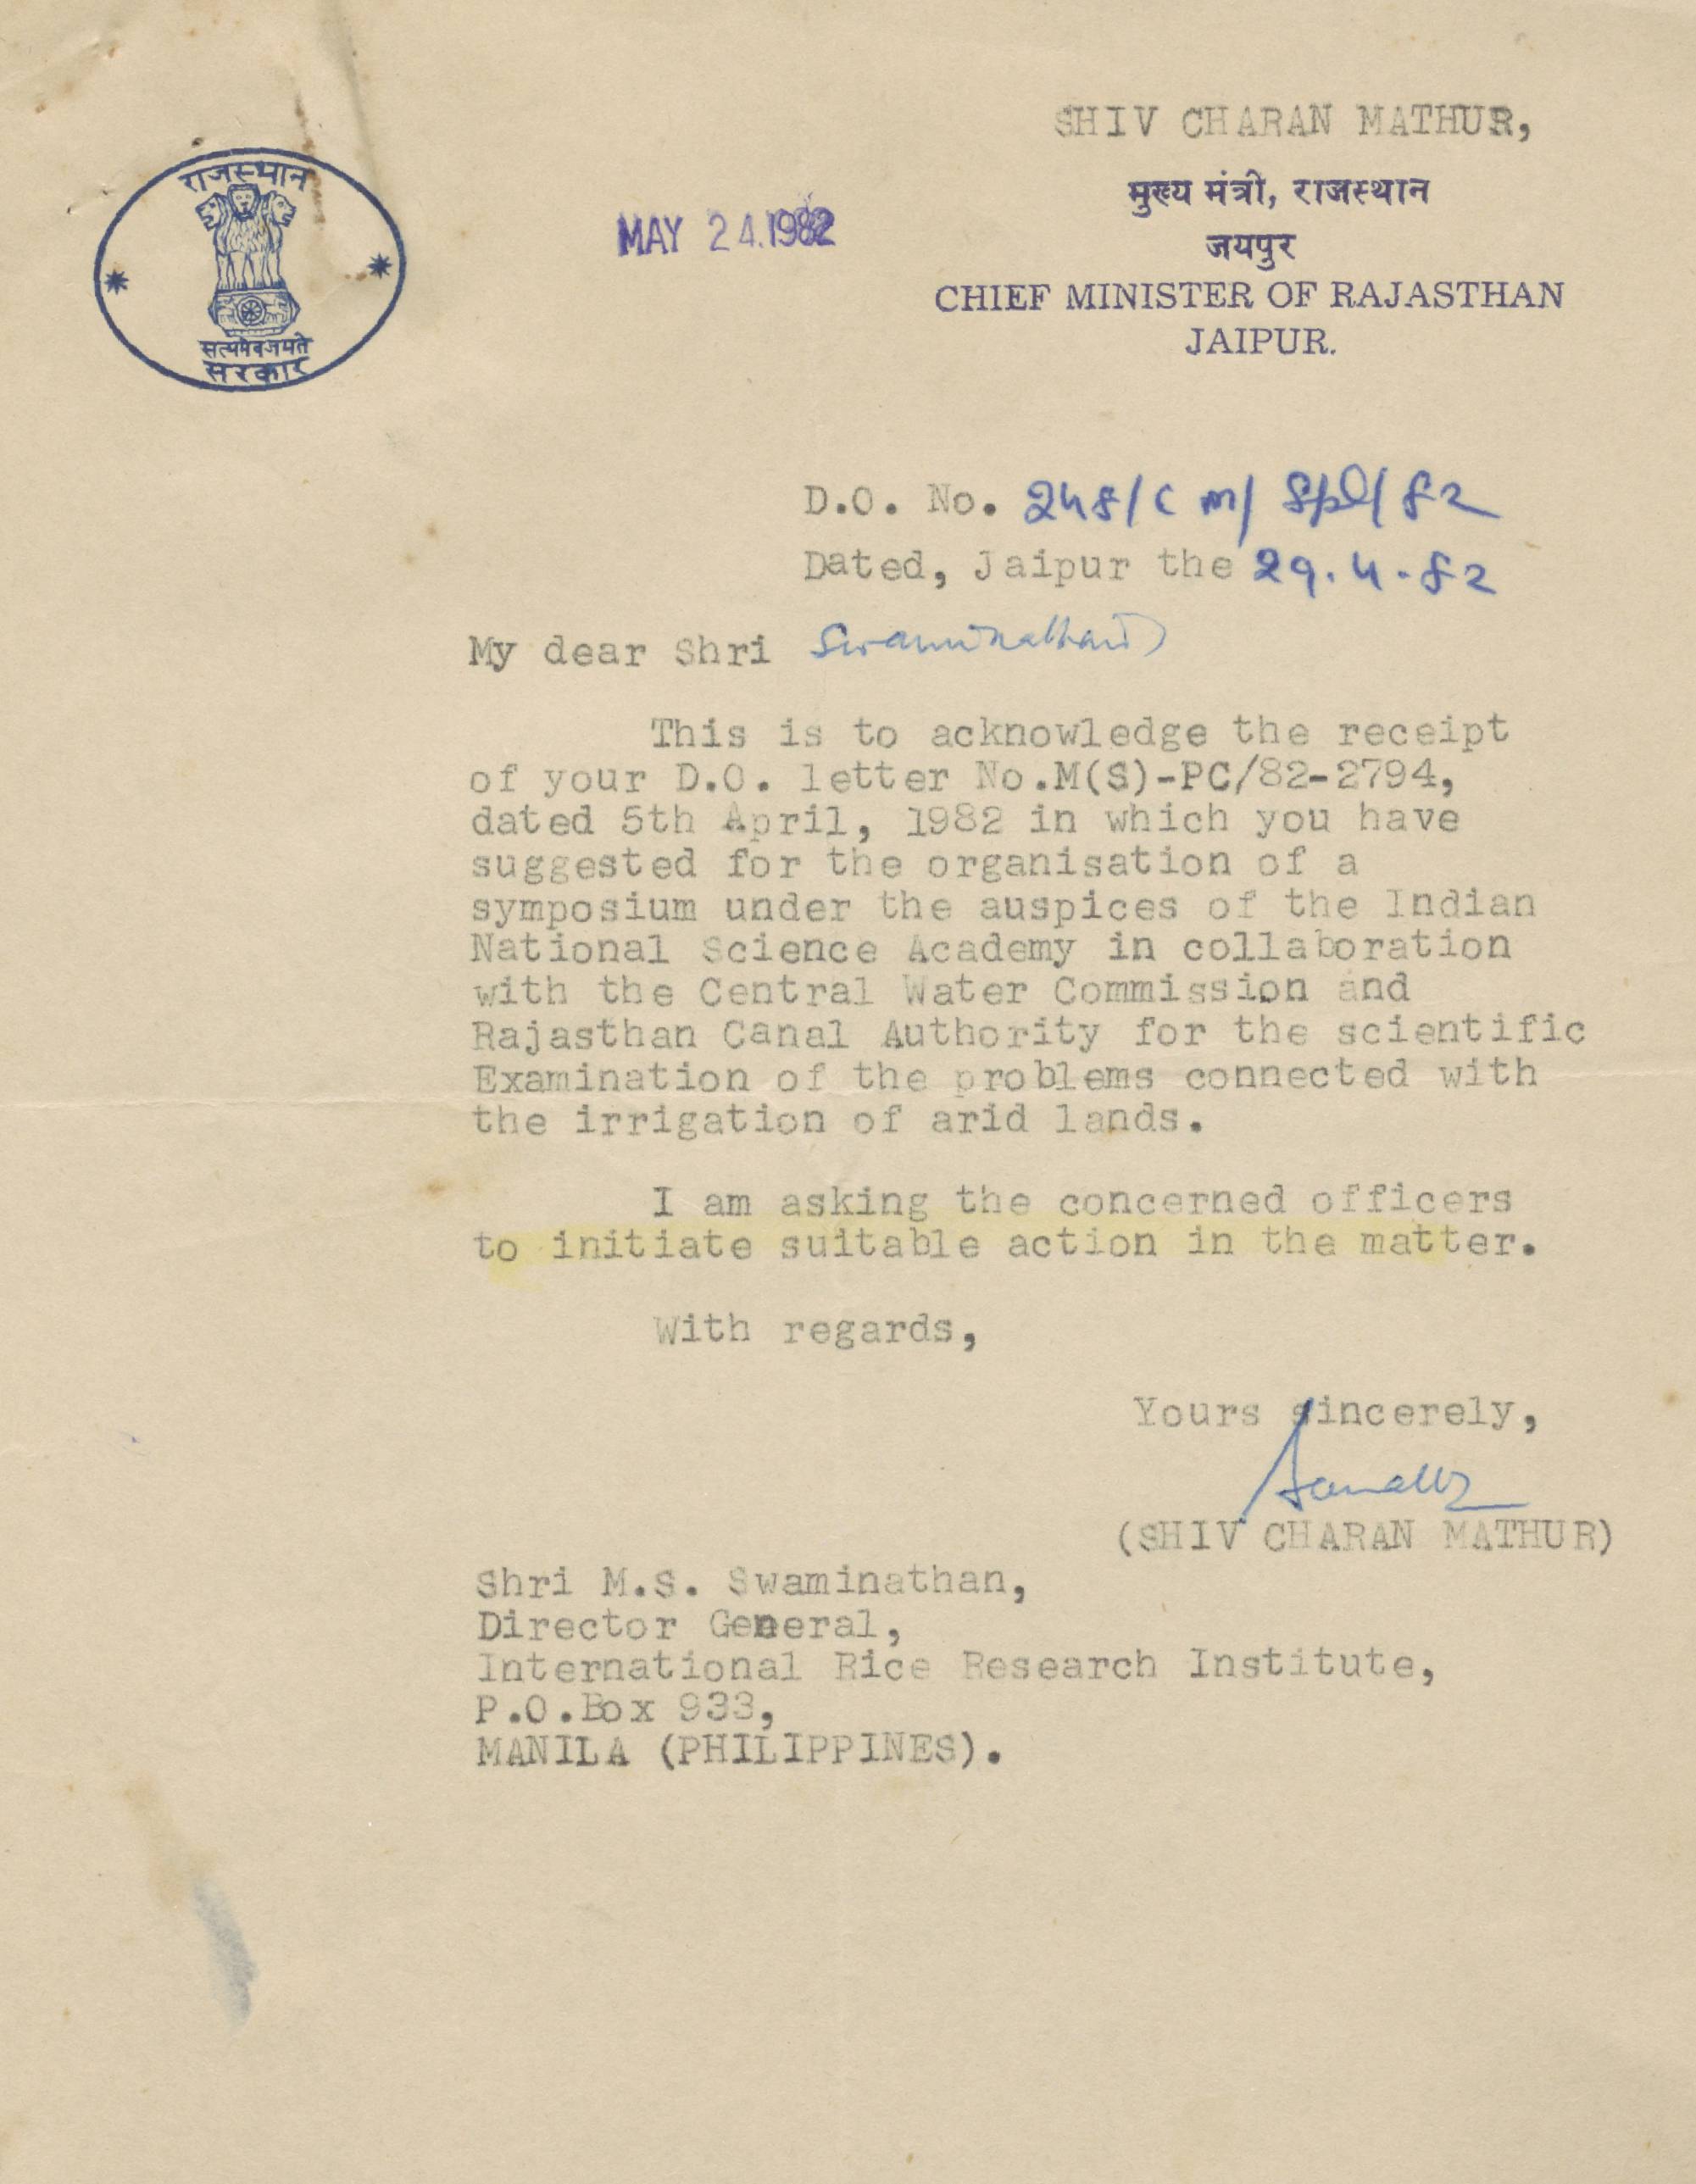 राजस्थान
सत्यमेवजयते
सरकार
MAY 24.1982
SHIV CHARAN MATHUR,
मुख्य मंत्री, राजस्थान
जयपुर
CHIEF MINISTER OF RAJASTHAN
JAIPUR.
D.O. No. 248/CM/Spl/82
Dated, Jaipur the 29.4.82
My dear Shri Swaminathan
This is to acknowledge the receipt
of your D.O. letter No.M(S)-PC/82-2794,
dated 5th April, 1982 in which you have
suggested for the organisation of a
symposium under the auspices of the Indian
National Science Academy in collaboration
with the Central Water Commission and
Rajasthan Canal Authority for the scientific
Examination of the problems connected with
the irrigation of arid lands.
I am asking the concerned officers
to initiate suitable action in the matter.
With regards,
Yours sincerely,
(SHIV CHARAN MATHUR)
Shri M.S. Swaminathan,
Director General,
International Rice Research Institute,
P.O.Box 933,
MANILA (PHILIPPINES).